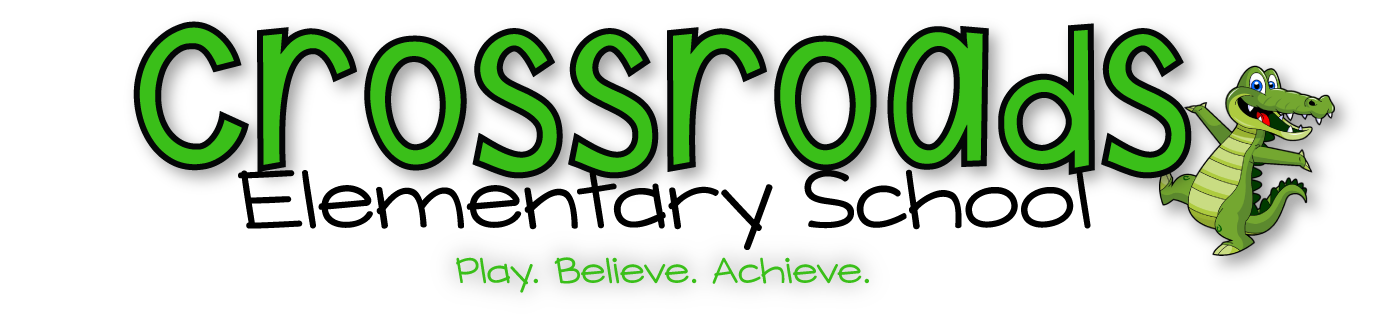 crossroads
Elementary School
Play. Believe. Achieve.